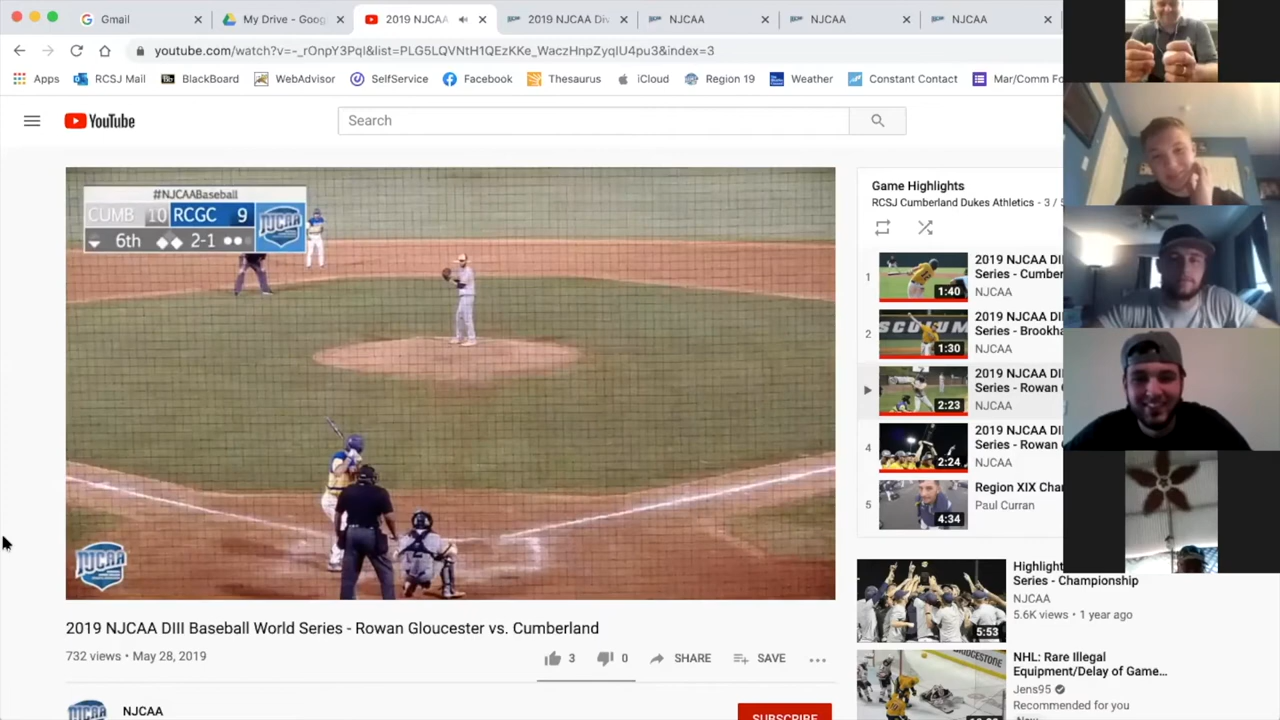 Gmail
My Drive - Goog
2019 NJCAA
2019 NJCAA Div
NJCAA
NJCAA
NJCAA
youtube.com/watch?v=-_rOnpY3PqI&list=PLG5LQVNtH1QEzKKe_WaczHnpZyqlU4pu3&index=3
Apps
RCSJ Mail
BlackBoard
WebAdvisor
SelfService
Facebook
Thesaurus
iCloud
Region 19
Weather
Constant Contact
Mar/Comm Fo
YouTube
Search
#NJCAABaseball
CUMB 10 RCGC 9
6th 2-1
NJCAA
NJCAA
Game Highlights
RCSJ Cumberland Dukes Athletics - 3 / 5
1
1:40
2019 NJCAA DI
Series - Cumber
NJCAA
2
1:30
2019 NJCAA DI
Series - Brookha
NJCAA
2:23
2019 NJCAA DI
Series - Rowan
NJCAA
4
2:24
2019 NJCAA DI
Series - Rowan
NJCAA
5
4:34
Region XIX Char
Paul Curran
2019 NJCAA DIII Baseball World Series - Rowan Gloucester vs. Cumberland
732 views • May 28, 2019
3
0
SHARE
SAVE
NJCAA
SUBSCRIBE
5:53
Highlight
Series - Championship
NJCAA
5.6K views • 1 year ago
NHL: Rare Illegal
Equipment/Delay of Game...
Jens95
Recommended for you